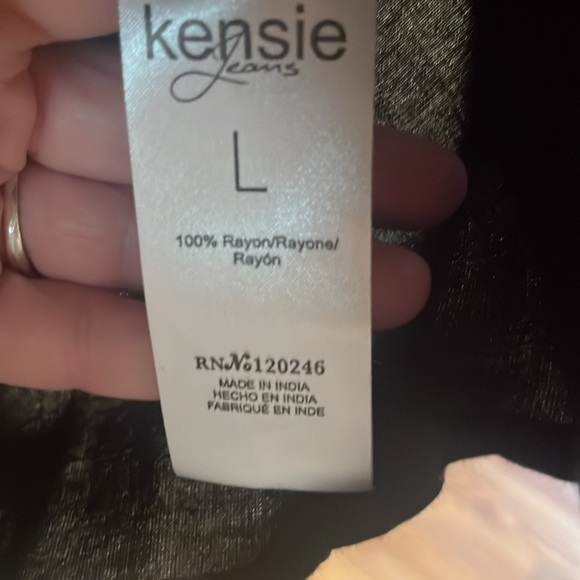 kensie
Jeans
L
100% Rayon/Rayone/
Rayón
RN№120246
MADE IN INDIA
HECHO EN INDIA
FABRIQUÉ EN INDE